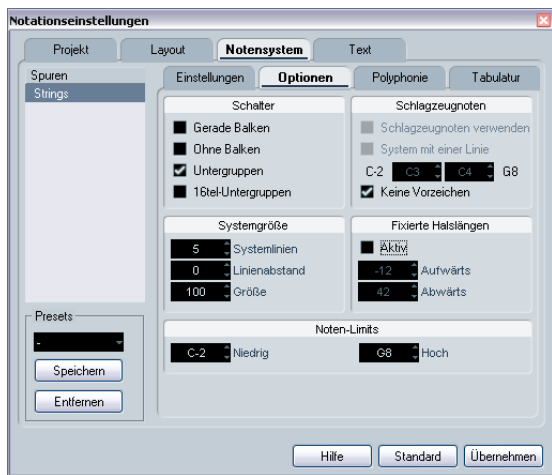 Notationseinstellungen
Projekt Layout Notensystem Text
Spuren
Strings
Einstellungen Optionen Polyphonie Tabulatur
Schalter
Gerade Balken
Ohne Balken
Untergruppen
16tel-Untergruppen
Schlagzeugnoten
Schlagzeugnoten verwenden
System mit einer Linie
C-2 C3 C4 G8
Keine Vorzeichen
Systemgröße
5 Systemlinien
0 Linienabstand
100 Größe
Fixierte Halslängen
Aktiv
-12 Aufwärts
42 Abwärts
Noten-Limits
C-2 Niedrig G8 Hoch
Presets
-
Speichern
Entfernen
Hilfe Standard Übernehmen